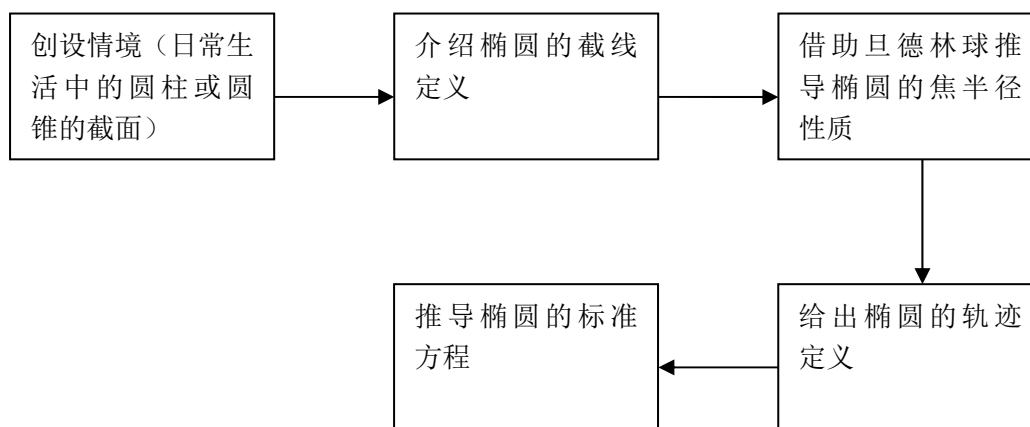 创设情境（日常生
活中的圆柱或圆
锥的截面）
介绍椭圆的截线
定义
借助旦德林球推
导椭圆的焦半径
性质
给出椭圆的轨迹
定义
推导椭圆的标准
方程